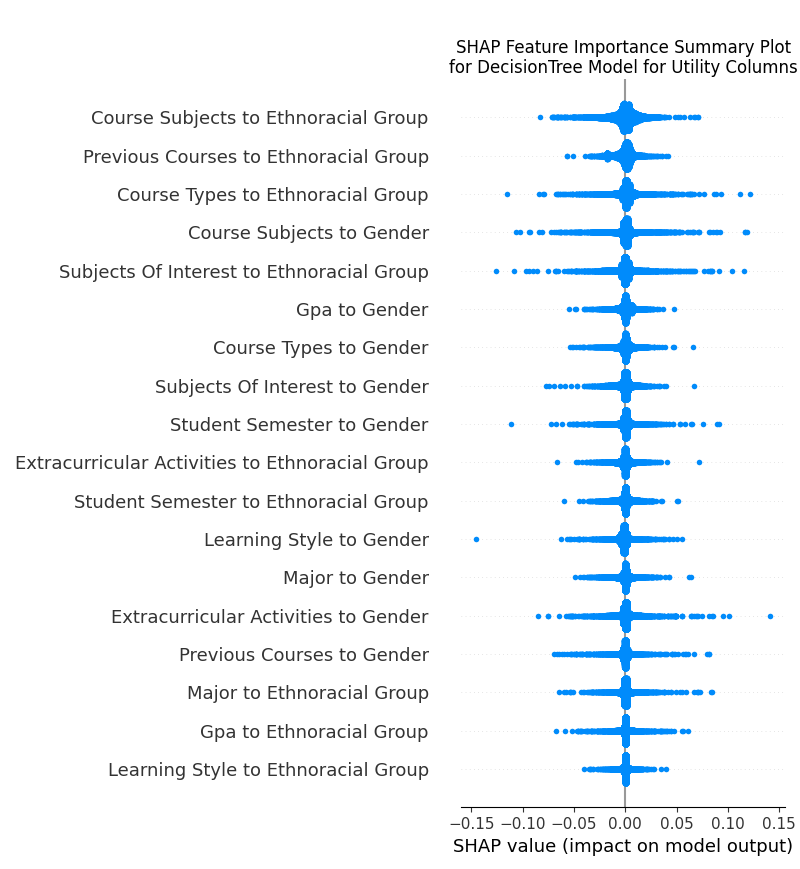 SHAP Feature Importance Summary Plot
for DecisionTree Model for Utility Columns
Course Subjects to Ethnoracial Group
Previous Courses to Ethnoracial Group
Course Types to Ethnoracial Group
Course Subjects to Gender
Subjects Of Interest to Ethnoracial Group
Gpa to Gender
Course Types to Gender
Subjects Of Interest to Gender
Student Semester to Gender
Extracurricular Activities to Ethnoracial Group
Student Semester to Ethnoracial Group
Learning Style to Gender
Major to Gender
Extracurricular Activities to Gender
Previous Courses to Gender
Major to Ethnoracial Group
Gpa to Ethnoracial Group
Learning Style to Ethnoracial Group
−0.15 −0.10 −0.05 0.00 0.05 0.10 0.15
SHAP value (impact on model output)